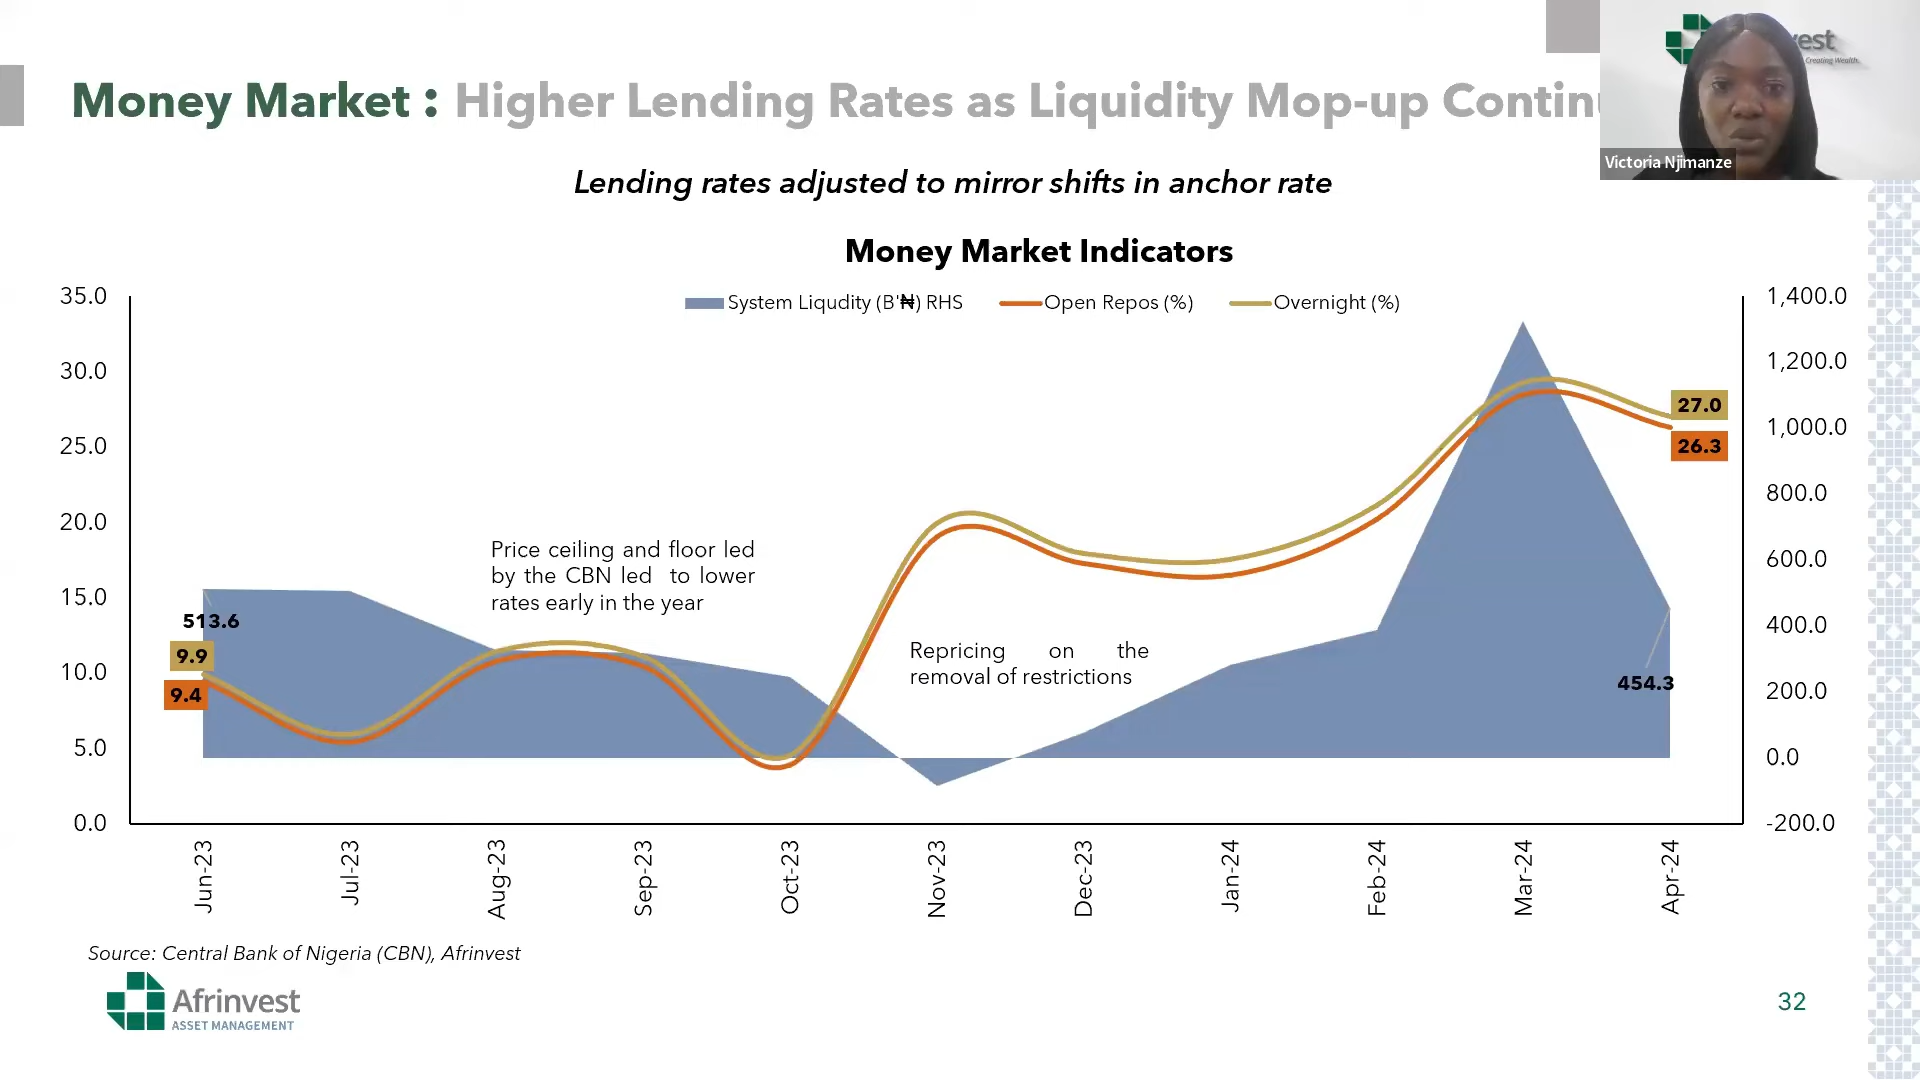 Money Market : Higher Lending Rates as Liquidity Mop-up Contin
vest
Creating Wealth.
Victoria Njimanze
Lending rates adjusted to mirror shifts in anchor rate
Money Market Indicators
System Liqudity (B'₦) RHS
Open Repos (%)
Overnight (%)
35.0
30.0
25.0
20.0
15.0
10.0
5.0
0.0
1,400.0
1,200.0
1,000.0
800.0
600.0
400.0
200.0
0.0
-200.0
513.6
9.9
9.4
Price ceiling and floor led
by the CBN led to lower
rates early in the year
Repricing on the
removal of restrictions
27.0
26.3
454.3
Jun-23
Jul-23
Aug-23
Sep-23
Oct-23
Nov-23
Dec-23
Jan-24
Feb-24
Mar-24
Apr-24
Source: Central Bank of Nigeria (CBN), Afrinvest
Afrinvest
ASSET MANAGEMENT
32